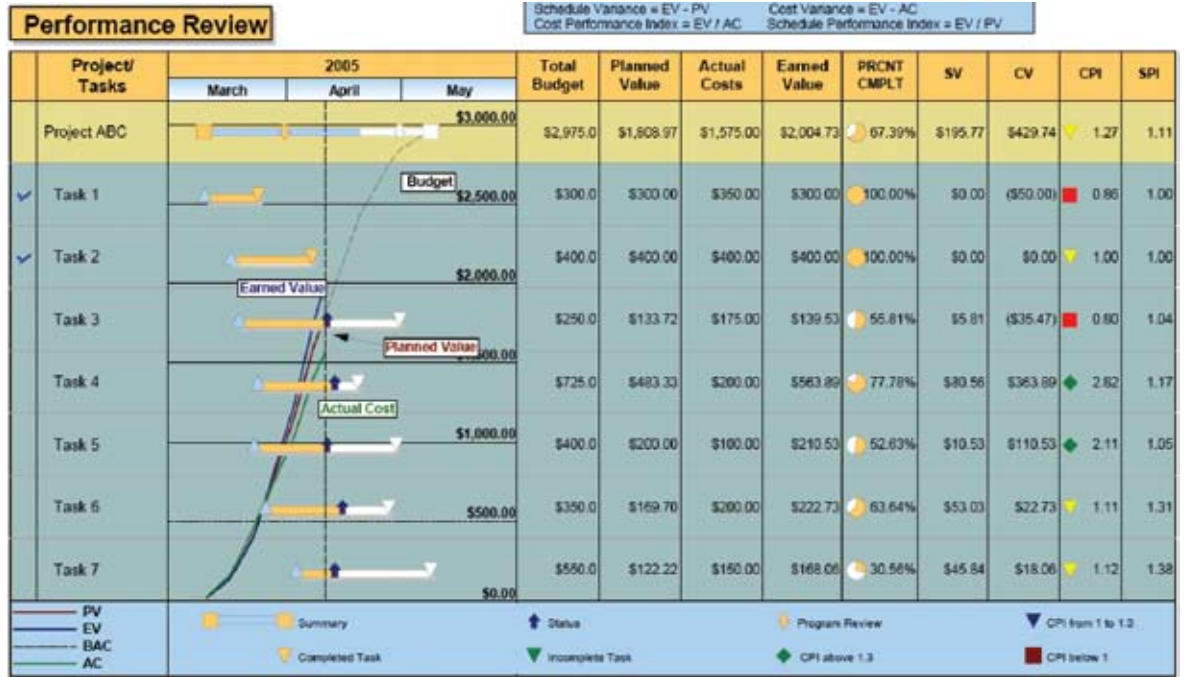 Performance Review
Schedule Variance = EV - PV Cost Variance = EV - AC
Cost Performance Index = EV / AC Schedule Performance Index = EV / PV
Project/ Tasks 2005 Total Budget Planned Value Actual Costs Earned Value PRCNT CMPLT SV CV CPI SPI
March April May
Project ABC $3,000.00 $2,975.0 $1,808.97 $1,575.00 $2,004.73 67.39% $195.77 $429.74 1.27 1.11
Budget
Task 1 $2,500.00 $300.0 $300.00 $350.00 $300.00 100.00% $0.00 ($50.00) 0.86 1.00
Task 2 $400.0 $400.00 $400.00 $400.00 100.00% $0.00 $0.00 1.00 1.00
$2,000.00
Earned Value
Task 3 $250.0 $133.72 $175.00 $139.53 55.81% $5.81 ($35.47) 0.80 1.04
Planned Value
Task 4 $725.0 $483.33 $200.00 $563.89 77.78% $80.56 $363.89 2.82 1.17
Actual Cost
Task 5 $1,000.00 $400.0 $200.00 $100.00 $210.53 52.63% $10.53 $110.53 2.11 1.05
Task 6 $500.00 $350.0 $169.70 $200.00 $222.73 63.64% $53.03 $22.73 1.11 1.31
Task 7 $550.0 $122.22 $150.00 $168.06 30.56% $45.84 $18.06 1.12 1.38
$0.00
PV
EV
BAC
AC
Summary Status Program Review CPI from 1 to 1.3
Completed Task Incomplete Task CPI above 1.3 CPI below 1